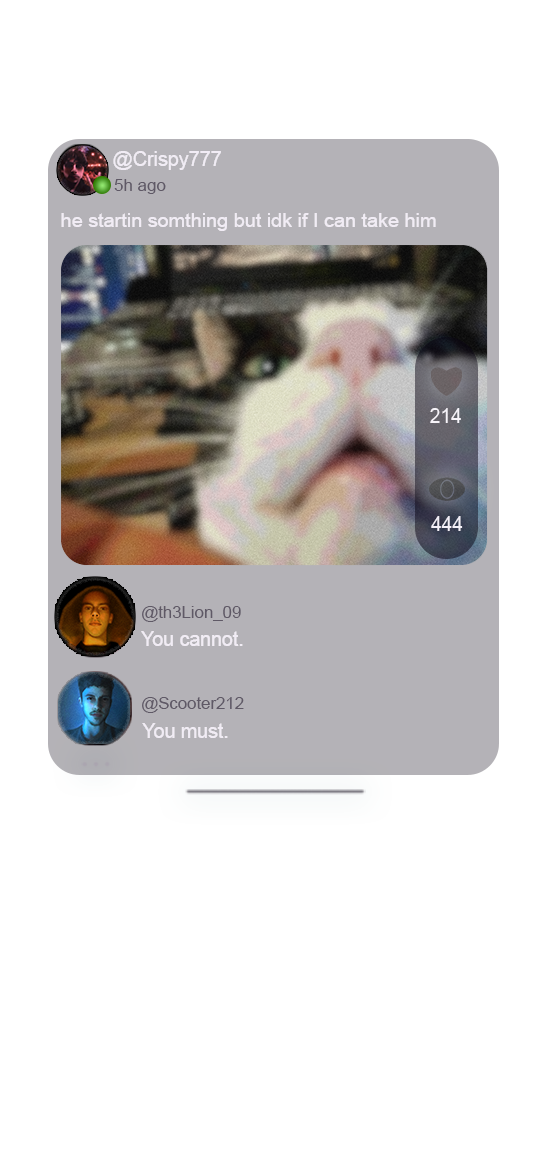 @Crispy777
5h ago
he startin somthing but idk if I can take him
214
444
@th3Lion_09
You cannot.
@Scooter212
You must.